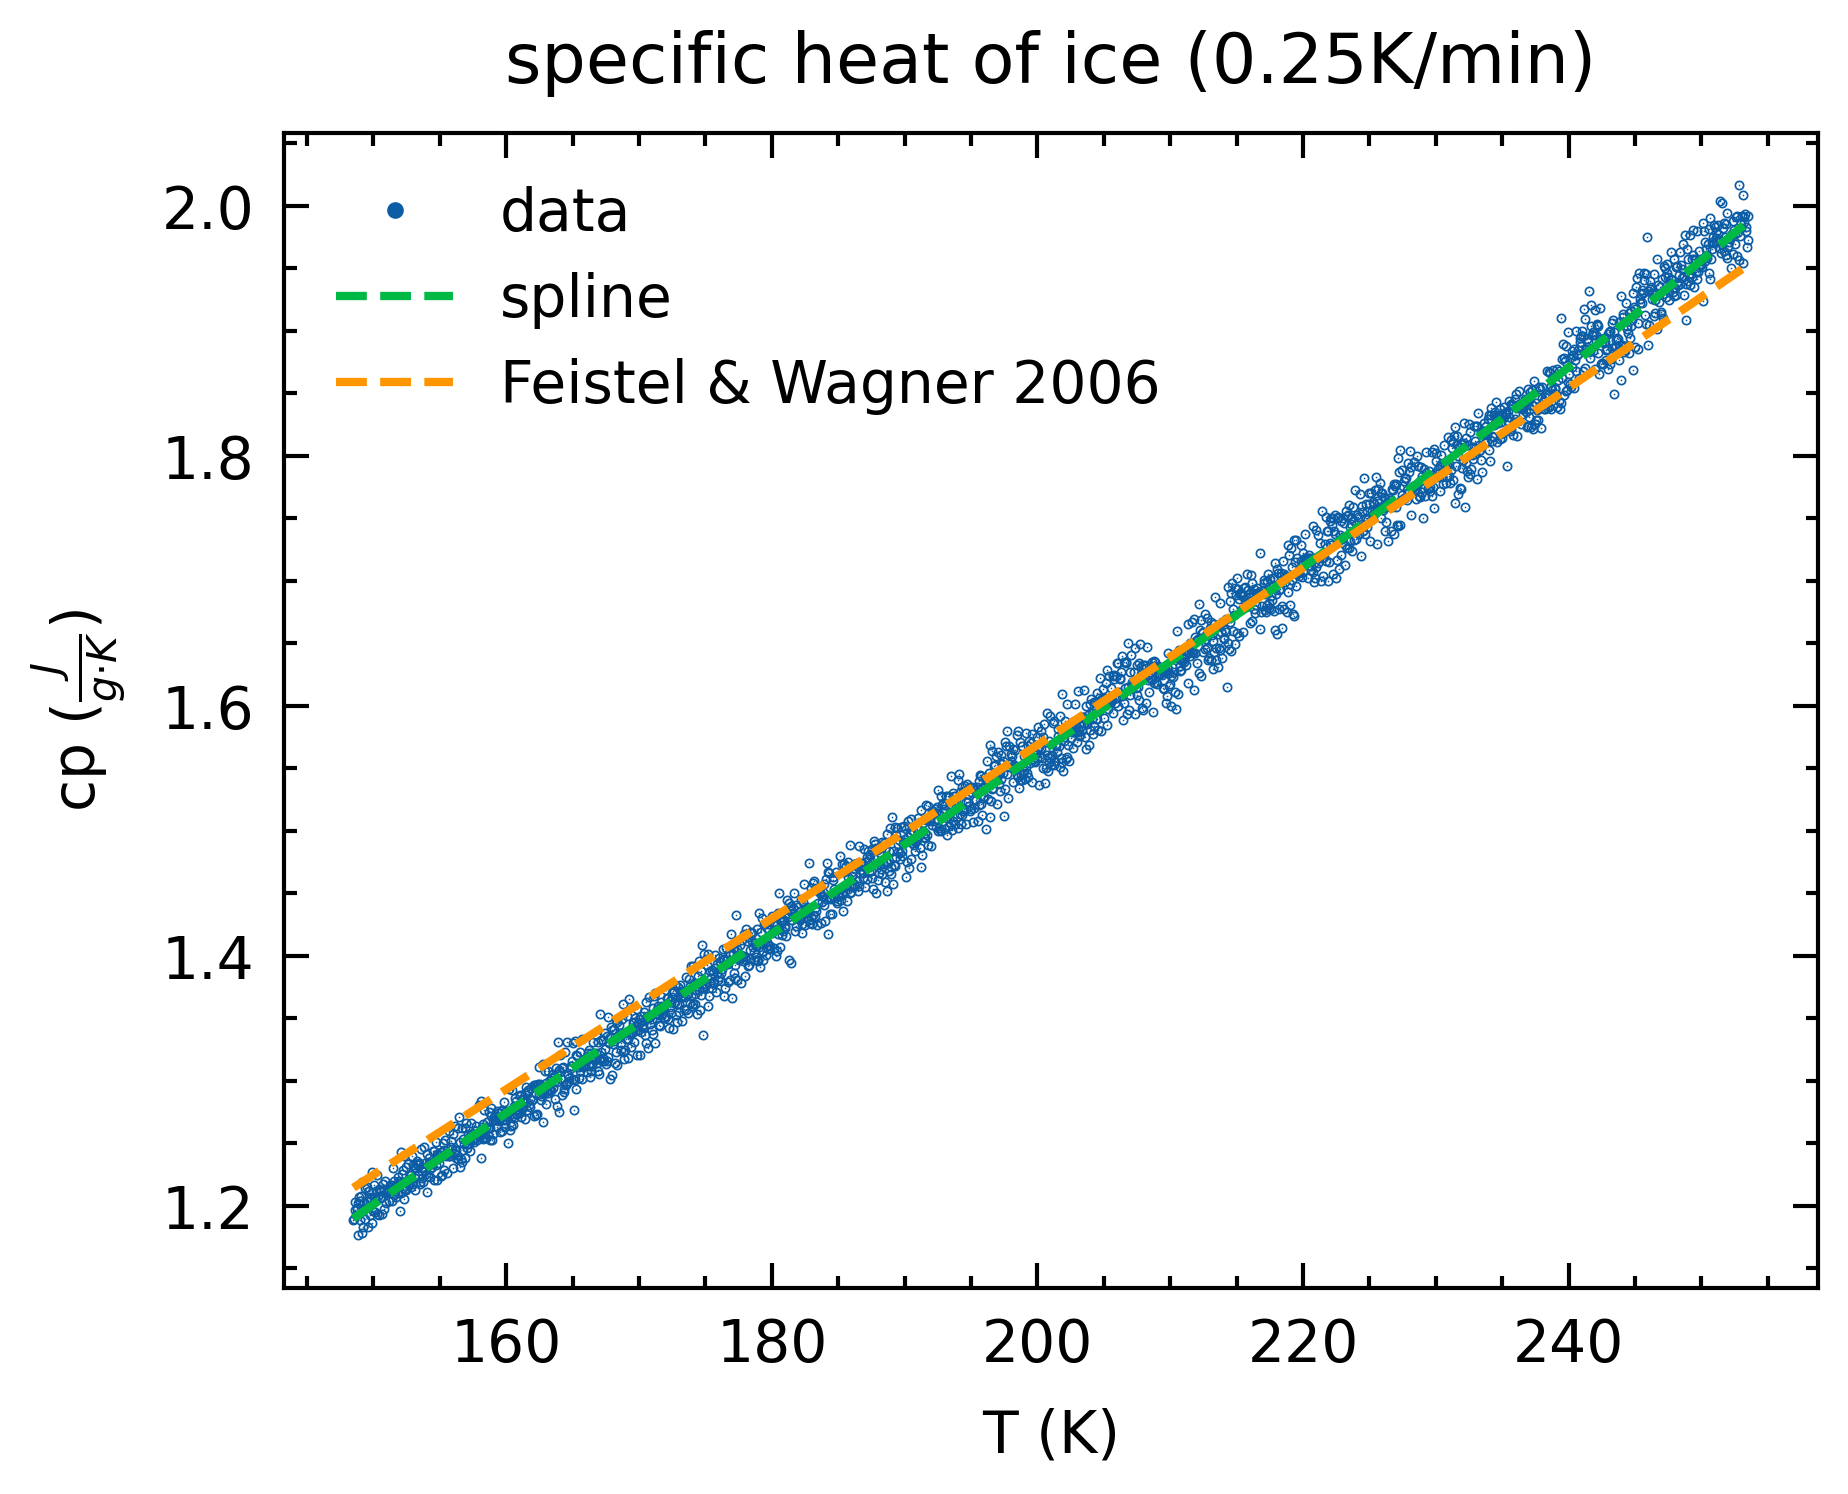 specific heat of ice (0.25K/min)
data
spline
Feistel & Wagner 2006
2.0
1.8
1.6
1.4
1.2
cp (J/g·K)
160 180 200 220 240
T (K)